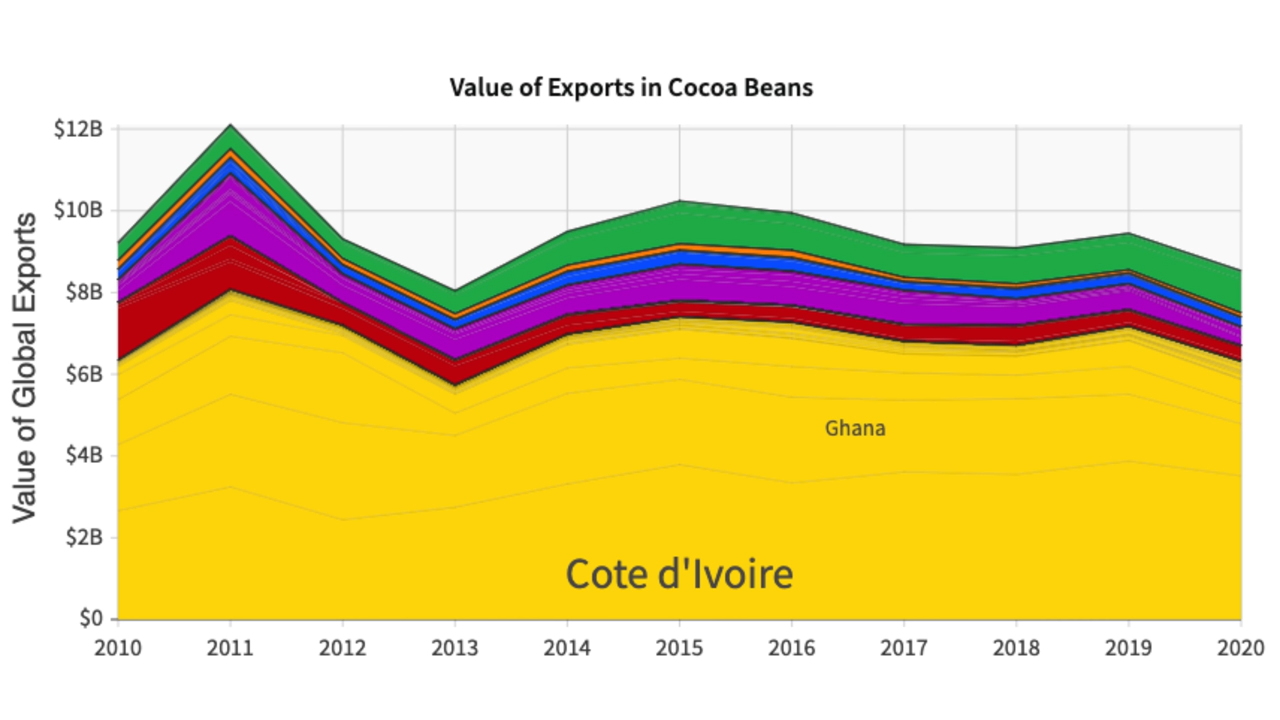 Value of Exports in Cocoa Beans
Value of Global Exports
$12B
$10B
$8B
$6B
$4B
$2B
$0
Ghana
Cote d'Ivoire
2010 2011 2012 2013 2014 2015 2016 2017 2018 2019 2020